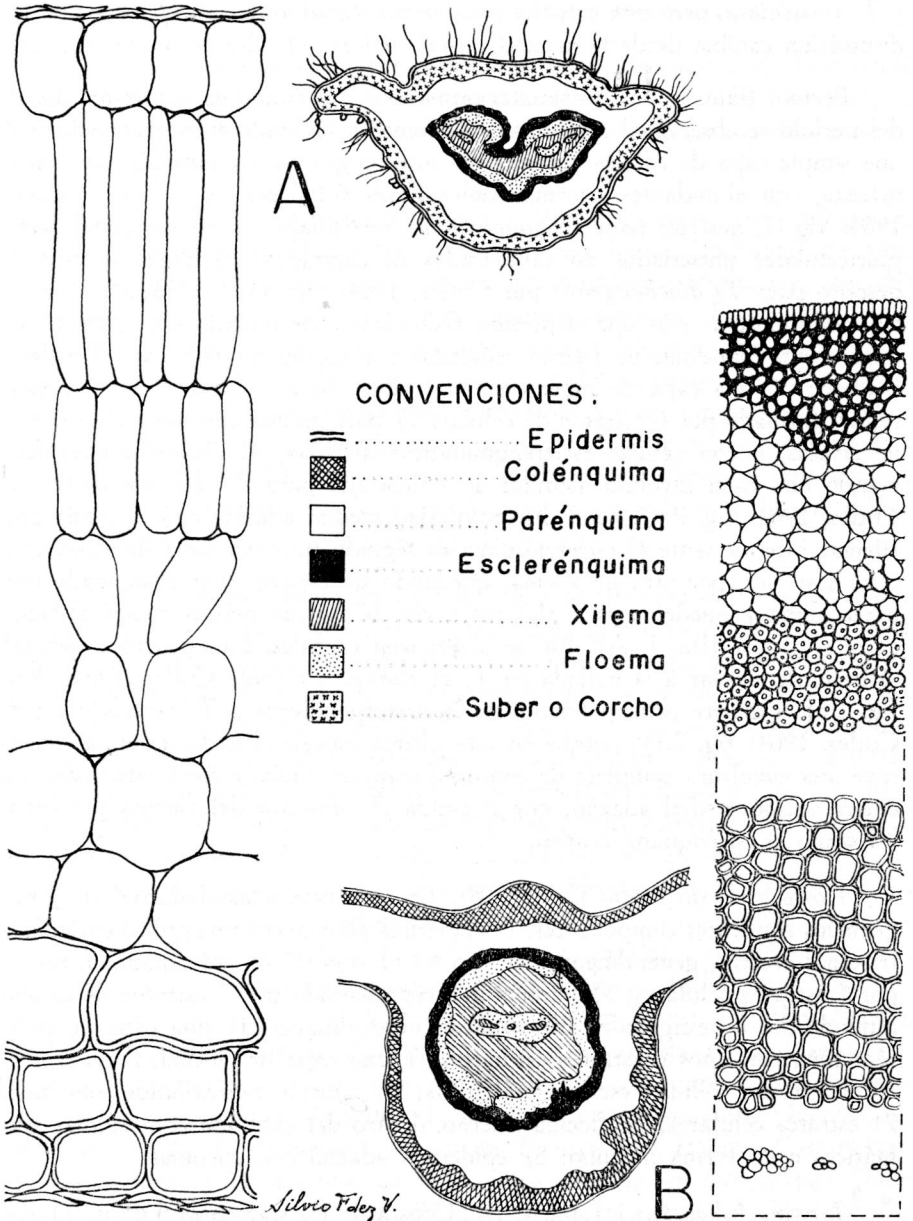 A
CONVENCIONES.
Epidermis
Colénquima
Parénquima
Esclerénquima
Xilema
Floema
Suber o Corcho
B
Silvio Fdez V.